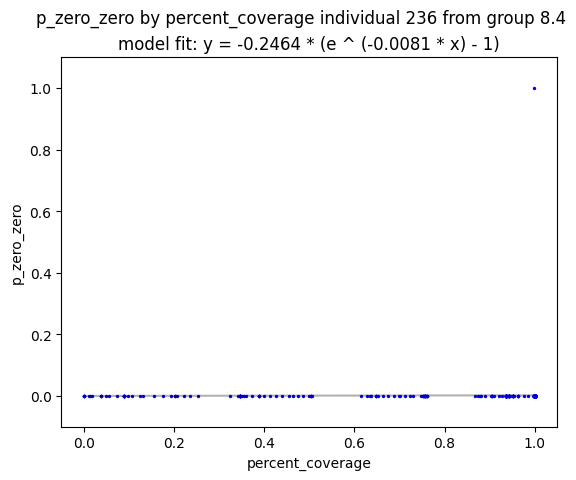 p_zero_zero by percent_coverage individual 236 from group 8.4
model fit: y = -0.2464 * (e ^ (-0.0081 * x) - 1)
1.0
0.8
0.6
0.4
0.2
0.0
p_zero_zero
0.0 0.2 0.4 0.6 0.8 1.0
percent_coverage